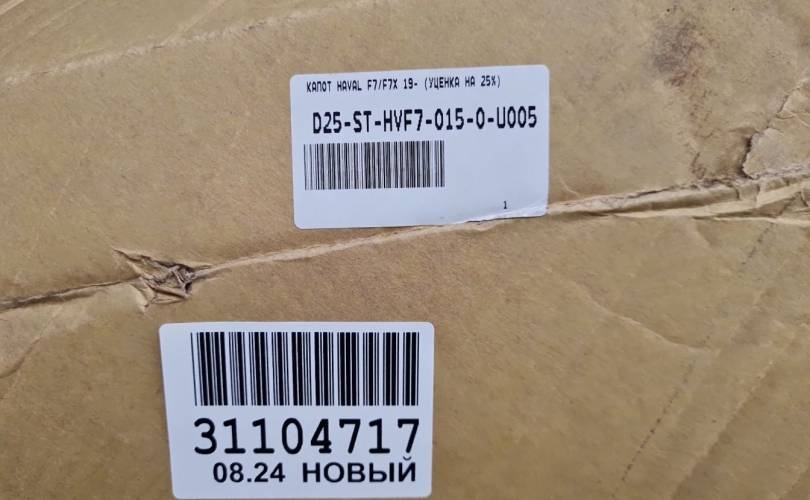 КАПОТ HAVAL F7/F7X 19- (УЦЕНКА НА 25%)
D25-ST-HVF7-015-0-U005
1
31104717
08.24 НОВЫЙ